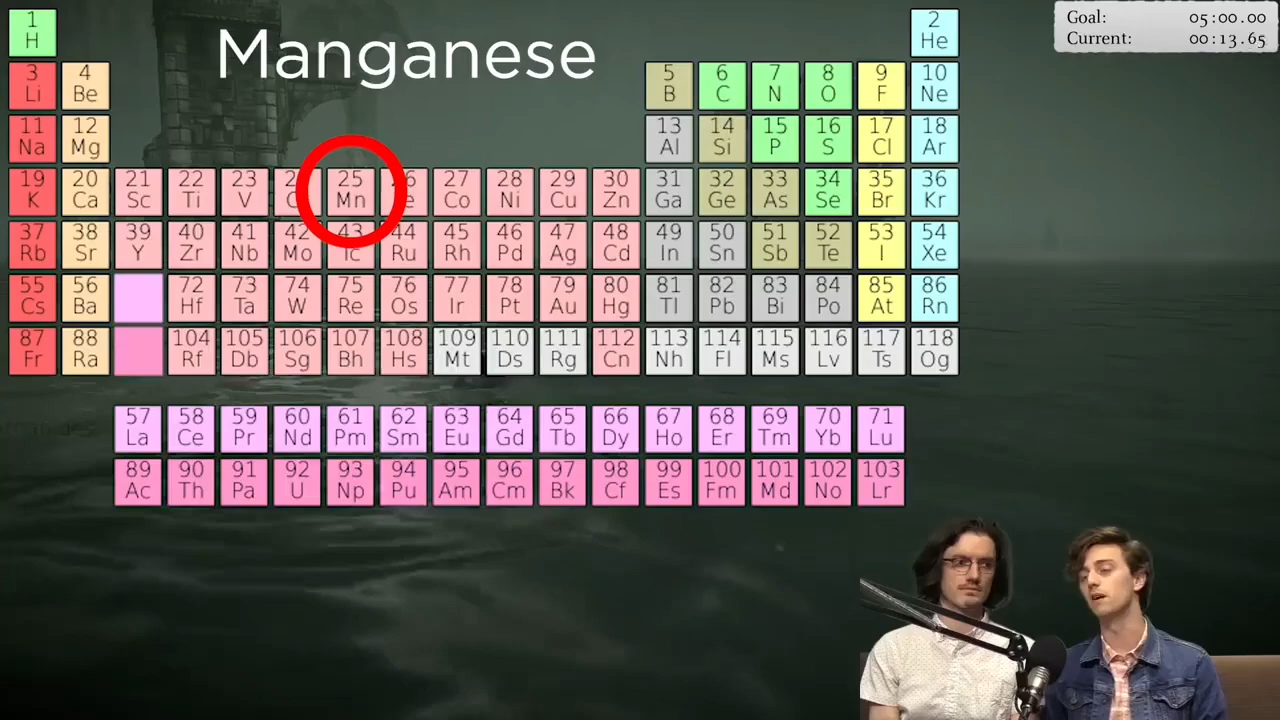 Goal: 05:00.00
Current: 00:13.65
Manganese
1 2
H He
3 4 5 6 7 8 9 10
Li Be B C N O F Ne
11 12 13 14 15 16 17 18
Na Mg Al Si P S Cl Ar
19 20 21 22 23 25 27 28 29 30 31 32 33 34 35 36
K Ca Sc Ti V Mn Co Ni Cu Zn Ga Ge As Se Br Kr
37 38 39 40 41 42 43 44 45 46 47 48 49 50 51 52 53 54
Rb Sr Y Zr Nb Mo Tc Ru Rh Pd Ag Cd In Sn Sb Te I Xe
55 56 72 73 74 75 76 77 78 79 80 81 82 83 84 85 86
Cs Ba Hf Ta W Re Os Ir Pt Au Hg Tl Pb Bi Po At Rn
87 88 104 105 106 107 108 109 110 111 112 113 114 115 116 117 118
Fr Ra Rf Db Sg Bh Hs Mt Ds Rg Cn Nh Fl Ms Lv Ts Og
57 58 59 60 61 62 63 64 65 66 67 68 69 70 71
La Ce Pr Nd Pm Sm Eu Gd Tb Dy Ho Er Tm Yb Lu
89 90 91 92 93 94 95 96 97 98 99 100 101 102 103
Ac Th Pa U Np Pu Am Cm Bk Cf Es Fm Md No Lr